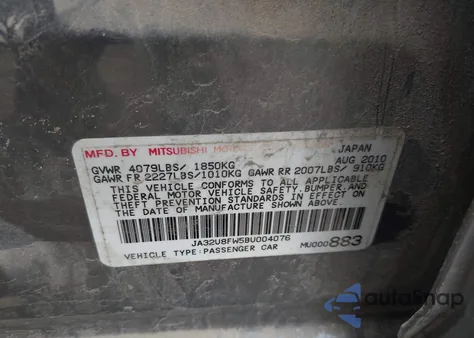 MFD. BY MITSUBISHI JAPAN
GVWR 4079LBS/ 1850KG AUG 2010
GAWR FR 2227LBS/1010KG GAWR RR 2007LBS/ 910KG
THIS VEHICLE CONFORMS TO ALL APPLICABLE
FEDERAL MOTOR VEHICLE SAFETY, BUMPER, AND
THEFT PREVENTION STANDARDS IN EFFECT ON
THE DATE OF MANUFACTURE SHOWN ABOVE.
JA32U8FW5BU004076
VEHICLE TYPE:PASSENGER CAR MU000883
autoSnap